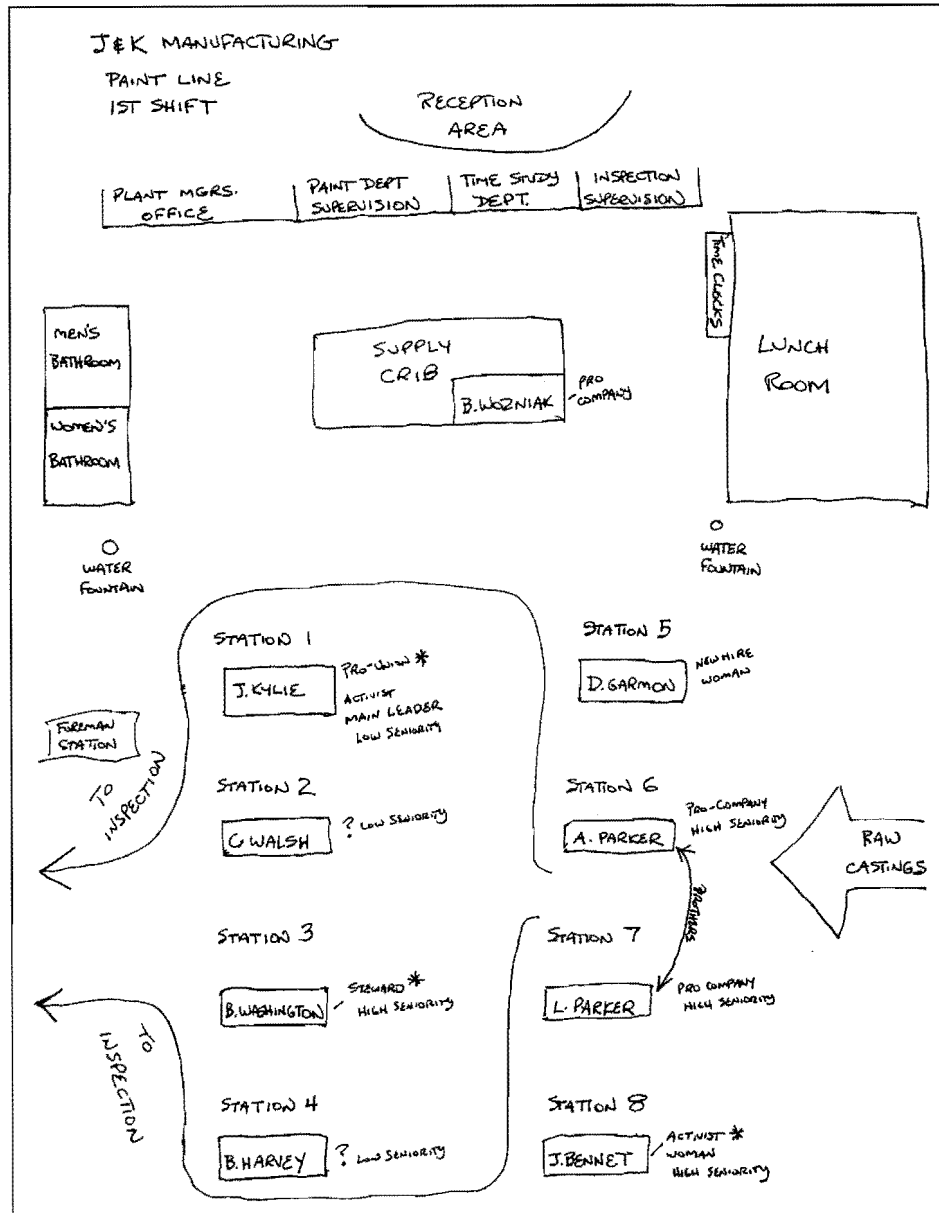 J&K MANUFACTURING
PAINT LINE
1ST SHIFT
RECEPTION
AREA
PLANT MGRS.
OFFICE
PAINT DEPT
SUPERVISION
TIME STUDY
DEPT.
INSPECTION
SUPERVISION
TIME CLOCKS
LUNCH
ROOM
MEN'S
BATHROOM
WOMEN'S
BATHROOM
SUPPLY
CRIB
B. WOZNIAK
PRO
COMPANY
WATER
FOUNTAIN
WATER
FOUNTAIN
STATION 1
J. KYLIE
PRO-UNION *
ACTIVIST
MAIN LEADER
LOW SENIORITY
STATION 5
D. GARMON
NEW HIRE
WOMAN
FOREMAN
STATION
TO
INSPECTION
STATION 2
C WALSH
? LOW SENIORITY
STATION 6
A. PARKER
PRO-COMPANY
HIGH SENIORITY
RAW
CASTINGS
BROTHERS
STATION 3
B. WASHINGTON
STEWARD *
HIGH SENIORITY
STATION 7
L. PARKER
PRO COMPANY
HIGH SENIORITY
TO
INSPECTION
STATION 4
B. HARVEY
? LOW SENIORITY
STATION 8
J. BENNET
ACTIVIST *
WOMAN
HIGH SENIORITY